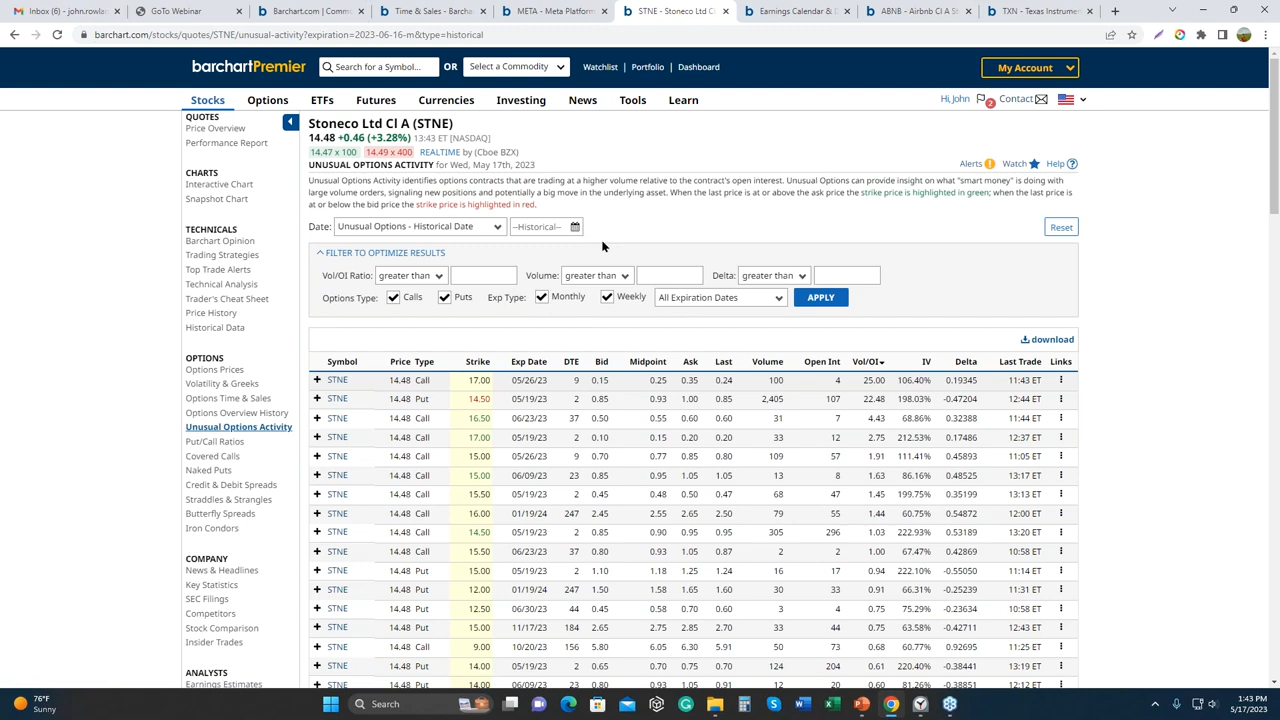 Inbox (6) - john.rowlan
GoTo Webinar
Barchart.com | Comm
Time & Sales - Barcha
META - Meta Platform
STNE - Stoneco Ltd Cl
Earnings Calendar & D
ABNB - Airbnb Cl A St
TXN - Texas Instrumen
barchart.com/stocks/quotes/STNE/unusual-activity?expiration=2023-06-16-m&type=historical
barchartPremier
Search for a Symbol...
OR
Select a Commodity
Watchlist
Portfolio
Dashboard
My Account
Stocks
Options
ETFs
Futures
Currencies
Investing
News
Tools
Learn
Hi, John
2
Contact
QUOTES
Price Overview
Performance Report
CHARTS
Interactive Chart
Snapshot Chart
TECHNICALS
Barchart Opinion
Trading Strategies
Top Trade Alerts
Technical Analysis
Trader's Cheat Sheet
Price History
Historical Data
OPTIONS
Options Prices
Volatility & Greeks
Options Time & Sales
Options Overview History
Unusual Options Activity
Put/Call Ratios
Covered Calls
Naked Puts
Credit & Debit Spreads
Straddles & Strangles
Butterfly Spreads
Iron Condors
COMPANY
News & Headlines
Key Statistics
SEC Filings
Competitors
Stock Comparison
Insider Trades
ANALYSTS
Earnings Estimates
Stoneco Ltd Cl A (STNE)
14.48 +0.46 (+3.28%) 13:43 ET [NASDAQ]
14.47 x 100 14.49 x 400 REALTIME by (Cboe BZX)
UNUSUAL OPTIONS ACTIVITY for Wed, May 17th, 2023
Alerts
Watch
Help
Unusual Options Activity identifies options contracts that are trading at a higher volume relative to the contract's open interest. Unusual Options can provide insight on what "smart money" is doing with
large volume orders, signaling new positions and potentially a big move in the underlying asset. When the last price is at or above the ask price the strike price is highlighted in green; when the last price is
at or below the bid price the strike price is highlighted in red.
Date: Unusual Options - Historical Date --Historical-- Reset
FILTER TO OPTIMIZE RESULTS
Vol/OI Ratio: greater than Volume: greater than Delta: greater than
Options Type: Calls Puts Exp Type: Monthly Weekly All Expiration Dates APPLY
download
Symbol Price Type Strike Exp Date DTE Bid Midpoint Ask Last Volume Open Int Vol/OI IV Delta Last Trade Links
STNE 14.48 Call 17.00 05/26/23 9 0.15 0.25 0.35 0.24 100 4 25.00 106.40% 0.19345 11:43 ET
STNE 14.48 Put 14.50 05/19/23 2 0.85 0.93 1.00 0.85 2,405 107 22.48 198.03% -0.47204 12:44 ET
STNE 14.48 Call 16.50 06/23/23 37 0.50 0.55 0.60 0.60 31 7 4.43 68.86% 0.32388 11:44 ET
STNE 14.48 Call 17.00 05/19/23 2 0.10 0.15 0.20 0.20 33 12 2.75 212.53% 0.17486 12:37 ET
STNE 14.48 Call 15.00 05/26/23 9 0.70 0.77 0.85 0.80 109 57 1.91 111.41% 0.45893 11:05 ET
STNE 14.48 Call 15.00 06/09/23 23 0.85 0.95 1.05 1.05 13 8 1.63 86.16% 0.48525 13:17 ET
STNE 14.48 Call 15.50 05/19/23 2 0.45 0.48 0.50 0.47 68 47 1.45 199.75% 0.35199 13:13 ET
STNE 14.48 Call 16.00 01/19/24 247 2.45 2.55 2.65 2.50 79 55 1.44 60.75% 0.54872 12:00 ET
STNE 14.48 Call 14.50 05/19/23 2 0.85 0.90 0.95 0.95 305 296 1.03 222.93% 0.53189 13:20 ET
STNE 14.48 Call 15.50 06/23/23 37 0.80 0.93 1.05 0.87 2 2 1.00 67.47% 0.42869 10:58 ET
STNE 14.48 Put 15.00 05/19/23 2 1.10 1.18 1.25 1.24 16 17 0.94 222.10% -0.55050 11:14 ET
STNE 14.48 Put 12.00 01/19/24 247 1.50 1.58 1.65 1.60 30 33 0.91 66.31% -0.25239 11:31 ET
STNE 14.48 Put 12.50 06/30/23 44 0.45 0.58 0.70 0.60 3 4 0.75 75.29% -0.23634 10:58 ET
STNE 14.48 Put 15.00 11/17/23 184 2.65 2.75 2.85 2.70 33 44 0.75 63.58% -0.42711 12:43 ET
STNE 14.48 Call 9.00 10/20/23 156 5.80 6.05 6.30 5.91 50 73 0.68 60.77% 0.92695 11:25 ET
STNE 14.48 Put 14.00 05/19/23 2 0.65 0.70 0.75 0.70 124 204 0.61 220.40% -0.38441 13:19 ET
STNE 14.48 Put 14.00 06/09/23 23 0.80 0.93 1.05 1.00 12 20 0.60 81.26% -0.38851 12:12 ET
76°F
Sunny
Search
1:43 PM
5/17/2023